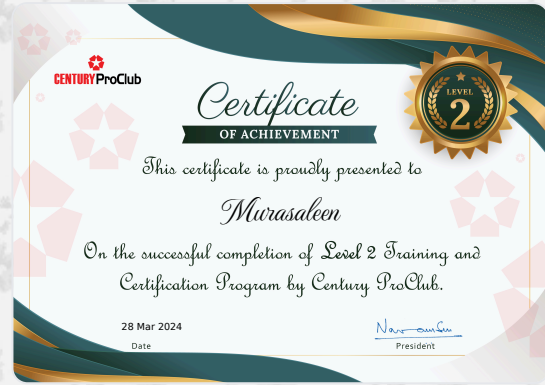 CENTURY ProClub
LEVEL
2
Certificate
OF ACHIEVEMENT
This certificate is proudly presented to
Murasaleen
On the successful completion of Level 2 Training and
Certification Program by Century ProClub.
28 Mar 2024
Date
President